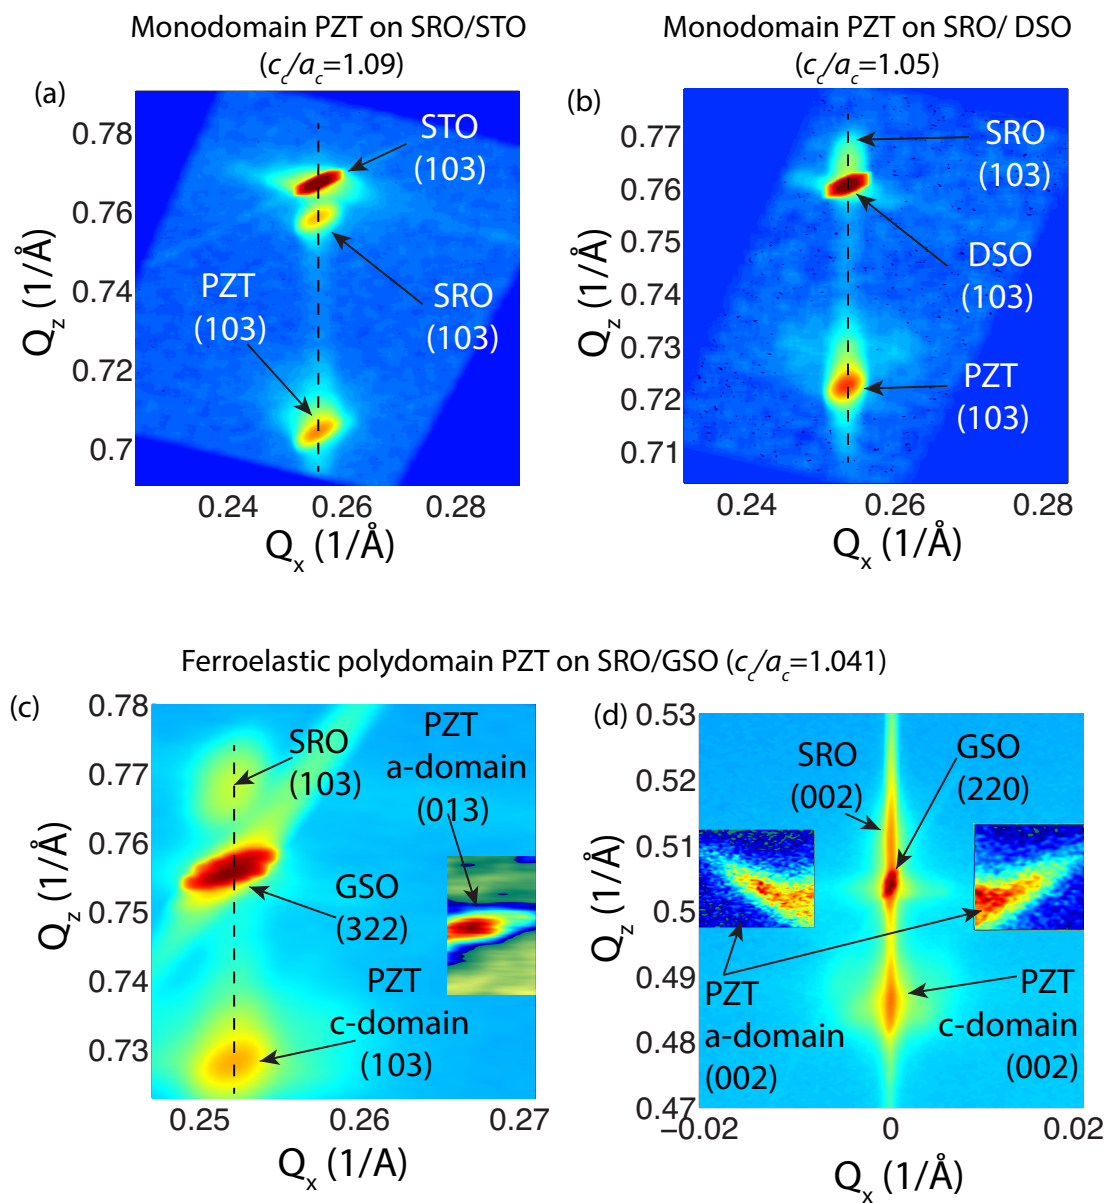 Monodomain PZT on SRO/STO
(c_c/a_c=1.09)
Monodomain PZT on SRO/ DSO
(c_c/a_c=1.05)
(a)
0.78
0.76
0.74
0.72
0.7
Q_z (1/Å)
STO
(103)
PZT
(103)
SRO
(103)
0.24
0.26
0.28
Q_x (1/Å)
(b)
0.77
0.76
0.75
0.74
0.73
0.72
0.71
Q_z (1/Å)
SRO
(103)
DSO
(103)
PZT
(103)
0.24
0.26
0.28
Q_x (1/Å)
Ferroelastic polydomain PZT on SRO/GSO (c_c/a_c=1.041)
(c)
0.78
0.77
0.76
0.75
0.74
0.73
Q_z (1/Å)
SRO
(103)
PZT
a-domain
(013)
GSO
(322)
PZT
c-domain
(103)
0.25
0.26
0.27
Q_x (1/A)
(d)
0.53
0.52
0.51
0.5
0.49
0.48
0.47
Q_z (1/Å)
SRO
(002)
GSO
(220)
PZT
a-domain
(002)
PZT
c-domain
(002)
−0.02
0
0.02
Q_x (1/Å)